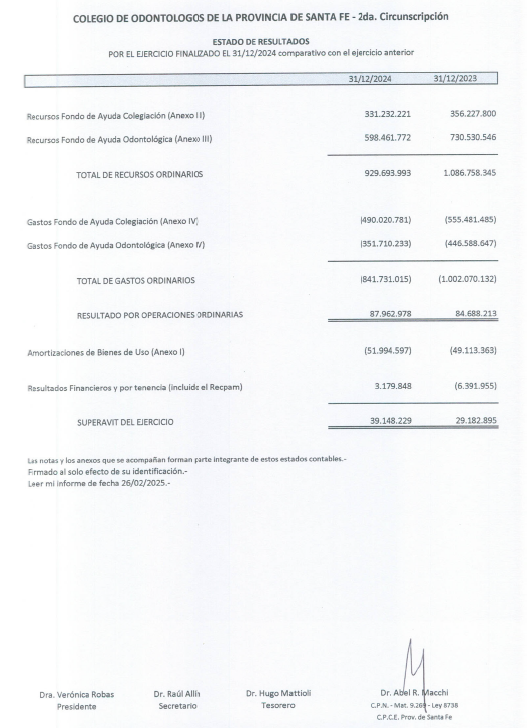 COLEGIO DE ODONTOLOGOS DE LA PROVINCIA DE SANTA FE - 2da. Circunscripción
ESTADO DE RESULTADOS
POR EL EJERCICIO FINALIZADO EL 31/12/2024 comparativo con el ejercicio anterior
31/12/2024 31/12/2023
Recursos Fondo de Ayuda Colegiación (Anexo II) 331.232.221 356.227.800
Recursos Fondo de Ayuda Odontológica (Anexo III) 598.461.772 730.530.546
TOTAL DE RECURSOS ORDINARIOS 929.693.993 1.086.758.345
Gastos Fondo de Ayuda Colegiación (Anexo IV) (490.020.781) (555.481.485)
Gastos Fondo de Ayuda Odontológica (Anexo IV) (351.710.233) (446.588.647)
TOTAL DE GASTOS ORDINARIOS (841.731.015) (1.002.070.132)
RESULTADO POR OPERACIONES ORDINARIAS 87.962.978 84.688.213
Amortizaciones de Bienes de Uso (Anexo I) (51.994.597) (49.113.363)
Resultados Financieros y por tenencia (incluide el Recpam) 3.179.848 (6.391.955)
SUPERAVIT DEL EJERCICIO 39.148.229 29.182.895
Las notas y los anexos que se acompañan forman parte integrante de estos estados contables.-
Firmado al solo efecto de su identificación.-
Leer mi informe de fecha 26/02/2025.-
Dra. Verónica Robas Dr. Raúl Allín Dr. Hugo Mattioli Dr. Abel R. Macchi
Presidente Secretario Tesorero C.P.N. - Mat. 9.269 - Ley 8738
C.P.C.E. Prov. de Santa Fe